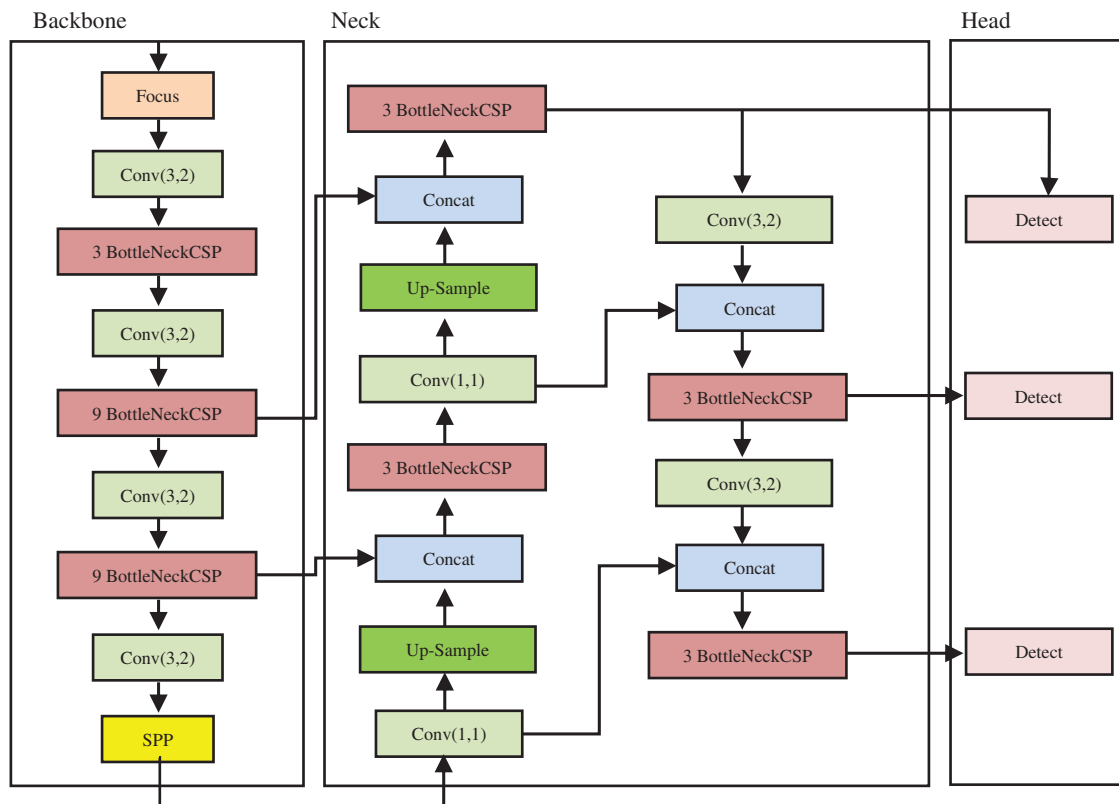 Backbone
Neck
Head
Focus
Conv(3,2)
3 BottleNeckCSP
Conv(3,2)
9 BottleNeckCSP
Conv(3,2)
9 BottleNeckCSP
Conv(3,2)
SPP
3 BottleNeckCSP
Concat
Up-Sample
Conv(1,1)
3 BottleNeckCSP
Concat
Up-Sample
Conv(1,1)
Conv(3,2)
Concat
3 BottleNeckCSP
Conv(3,2)
Concat
3 BottleNeckCSP
Detect
Detect
Detect